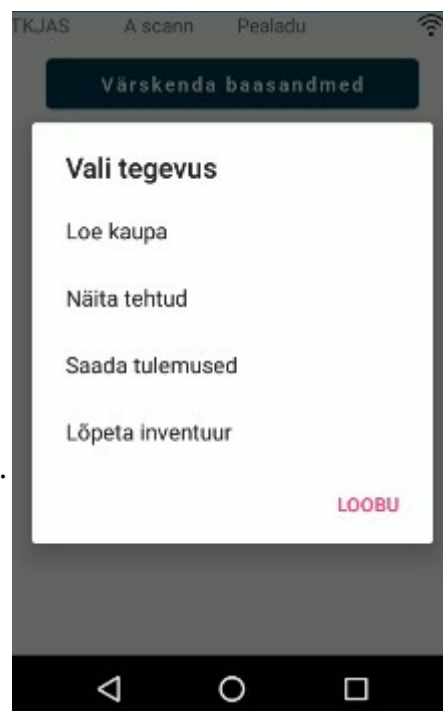 TKJAS A scann Pealadu
Värskenda baasandmed
Vali tegevus
Loe kaupa
Näita tehtud
Saada tulemused
Lõpeta inventuur
.
LOOBU